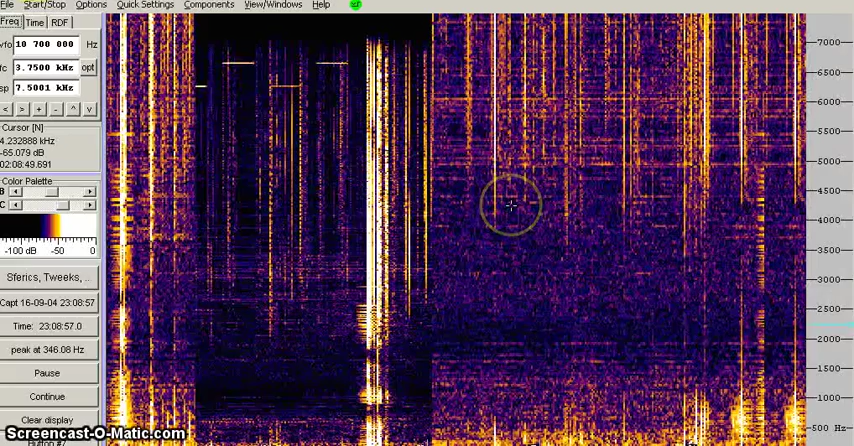 File Start/Stop Options Quick Settings Components View/Windows Help
Freq Time RDF
vfo 10 700 000 Hz
fc 3.7500 kHz opt
sp 7.5001 kHz
< > + - ^ v
Cursor [N]
4.232888 kHz
-65.079 dB
02:08:49.691
Color Palette
B
C
-100 dB -50 0
Sferics, Tweeks, ..
Capt 16-09-04 23:08:57
Time: 23:08:57.0
peak at 346.08 Hz
Pause
Continue
Clear display
Button #7
7000
6500
6000
5500
5000
4500
4000
3500
3000
2500
2000
1500
1000
500 Hz
Screencast-O-Matic.com